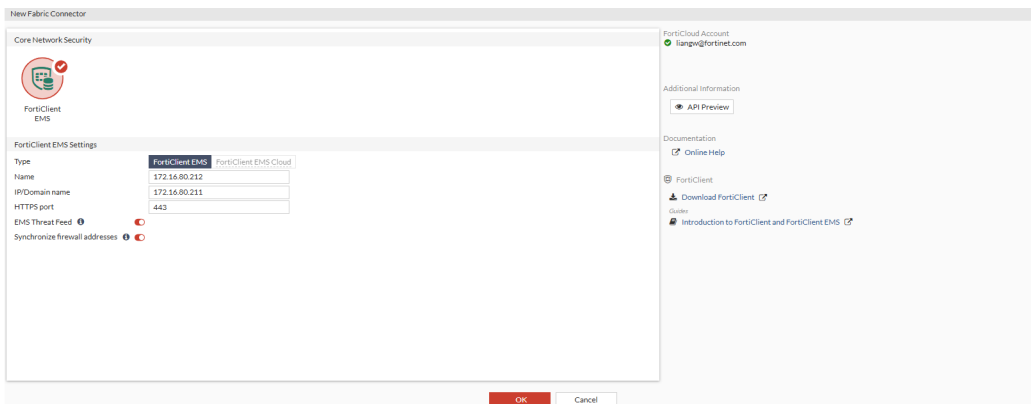 New Fabric Connector
Core Network Security
FortiClient
EMS
FortiClient EMS Settings
Type FortiClient EMS FortiClient EMS Cloud
Name 172.16.80.212
IP/Domain name 172.16.80.211
HTTPS port 443
EMS Threat Feed
Synchronize firewall addresses
FortiCloud Account
liangw@fortinet.com
Additional Information
API Preview
Documentation
Online Help
FortiClient
Download FortiClient
Guides
Introduction to FortiClient and FortiClient EMS
OK Cancel